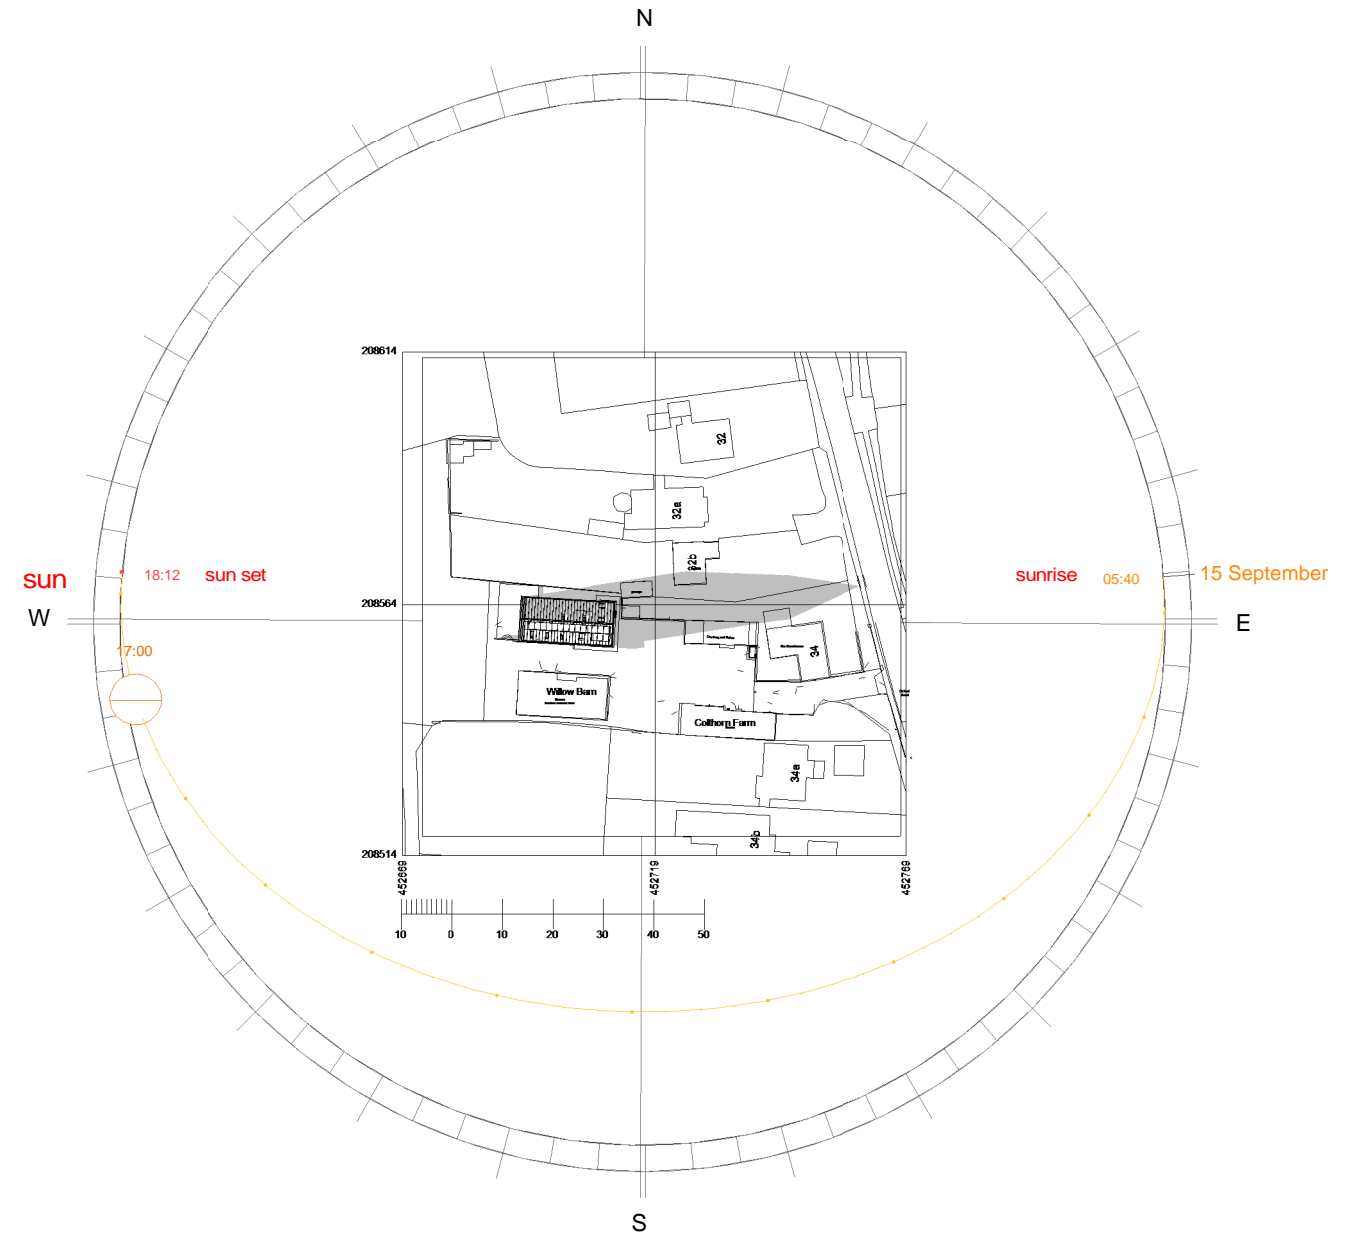 N
208614
32
32a
32b
sun
18:12 sun set
sunrise 05:40
15 September
208564
W
E
17:00
34
Willow Barn
Colthorn Farm
34a
34b
208514
452669
452719
452769
10 0 10 20 30 40 50
S